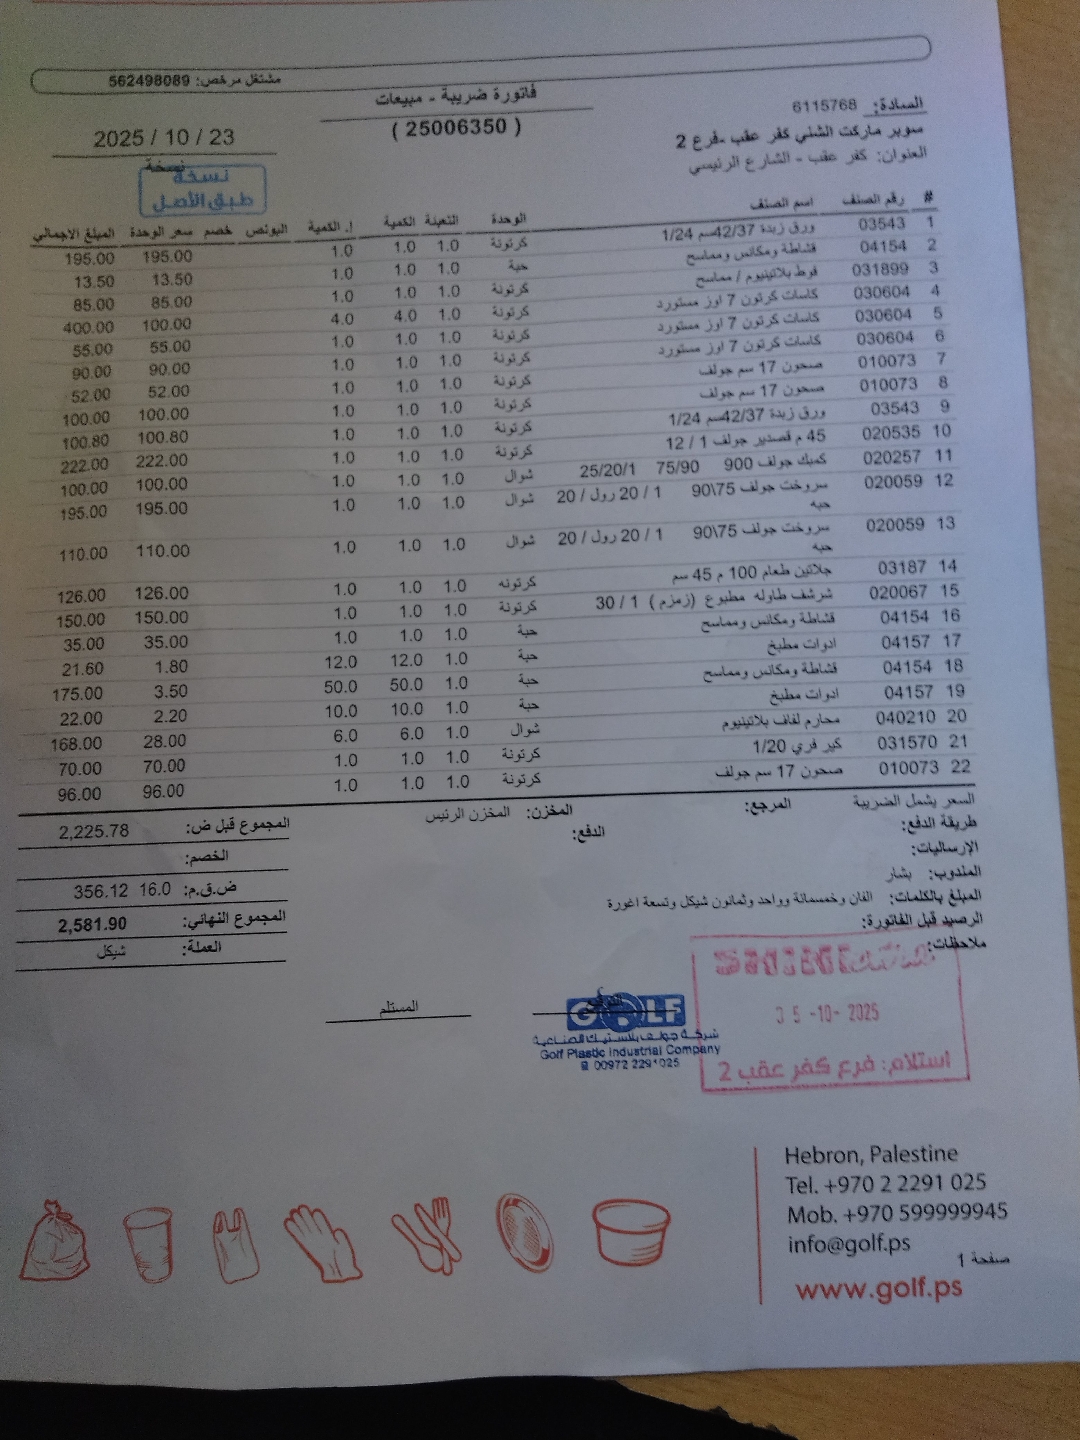 مشتغل مرخص: 562498089
فاتورة ضريبة - مبيعات
( 25006350 )
2025 / 10 / 23
نسخة
نسخة
طبق الأصل
السادة: 6115768
سوبر ماركت الشني كفر عقب -فرع 2
العنوان: كفر عقب - الشارع الرئيسي
# رقم الصنف اسم الصنف الوحدة التعبئة الكمية إ. الكمية البونص خصم سعر الوحدة المبلغ الاجمالي
1 03543 ورق زبدة 42/37سم 1/24 كرتونة 1.0 1.0 1.0 195.00 195.00
2 04154 قشاطة ومكانس ومماسح حبة 1.0 1.0 1.0 13.50 13.50
3 031899 فوط بلاتينيوم / مماسح كرتونة 1.0 1.0 1.0 85.00 85.00
4 030604 كاسات كرتون 7 اوز مستورد كرتونة 1.0 4.0 4.0 100.00 400.00
5 030604 كاسات كرتون 7 اوز مستورد كرتونة 1.0 1.0 1.0 55.00 55.00
6 030604 كاسات كرتون 7 اوز مستورد كرتونة 1.0 1.0 1.0 90.00 90.00
7 010073 صحون 17 سم جولف كرتونة 1.0 1.0 1.0 52.00 52.00
8 010073 صحون 17 سم جولف كرتونة 1.0 1.0 1.0 100.00 100.00
9 03543 ورق زبدة 42/37سم 1/24 كرتونة 1.0 1.0 1.0 100.80 100.80
10 020535 45 م قصدير جولف 1 / 12 كرتونة 1.0 1.0 1.0 222.00 222.00
11 020257 كمبك جولف 900 75/90 25/20/1 شوال 1.0 1.0 1.0 100.00 100.00
12 020059 سروخت جولف 75\90 1 / 20 رول / 20 شوال 1.0 1.0 1.0 195.00 195.00
حبه
13 020059 سروخت جولف 75\90 1 / 20 رول / 20 شوال 1.0 1.0 1.0 110.00 110.00
حبه
14 03187 جلاتين طعام 100 م 45 سم كرتونه 1.0 1.0 1.0 126.00 126.00
15 020067 شرشف طاوله مطبوع (زمزم ) 1 / 30 كرتونة 1.0 1.0 1.0 150.00 150.00
16 04154 قشاطة ومكانس ومماسح حبة 1.0 1.0 1.0 35.00 35.00
17 04157 ادوات مطبخ حبة 1.0 12.0 12.0 1.80 21.60
18 04154 قشاطة ومكانس ومماسح حبة 1.0 50.0 50.0 3.50 175.00
19 04157 ادوات مطبخ حبة 1.0 10.0 10.0 2.20 22.00
20 040210 محارم لفاف بلاتينيوم شوال 1.0 6.0 6.0 28.00 168.00
21 031570 كير فري 1/20 كرتونة 1.0 1.0 1.0 70.00 70.00
22 010073 صحون 17 سم جولف كرتونة 1.0 1.0 1.0 96.00 96.00
السعر يشمل الضريبة المرجع: المخزن: المخزن الرئيس
طريقة الدفع: الدفع:
الإرساليات:
المندوب: بشار
المبلغ بالكلمات: الفان وخمسمائة وواحد وثمانون شيكل وتسعة اغورة
الرصيد قبل الفاتورة:
ملاحظات:
المجموع قبل ض: 2,225.78
الخصم:
ض.ق.م: 16.0 356.12
المجموع النهائي: 2,581.90
العملة: شيكل
المستلم
GOLF
شركة جولف بلاستيك الصناعية
Golf Plastic Industrial Company
00972 2291025
-10- 2025
استلام: فرع كفر عقب 2
Hebron, Palestine
Tel. +970 2 2291 025
Mob. +970 599999945
info@golf.ps
صفحة 1
www.golf.ps